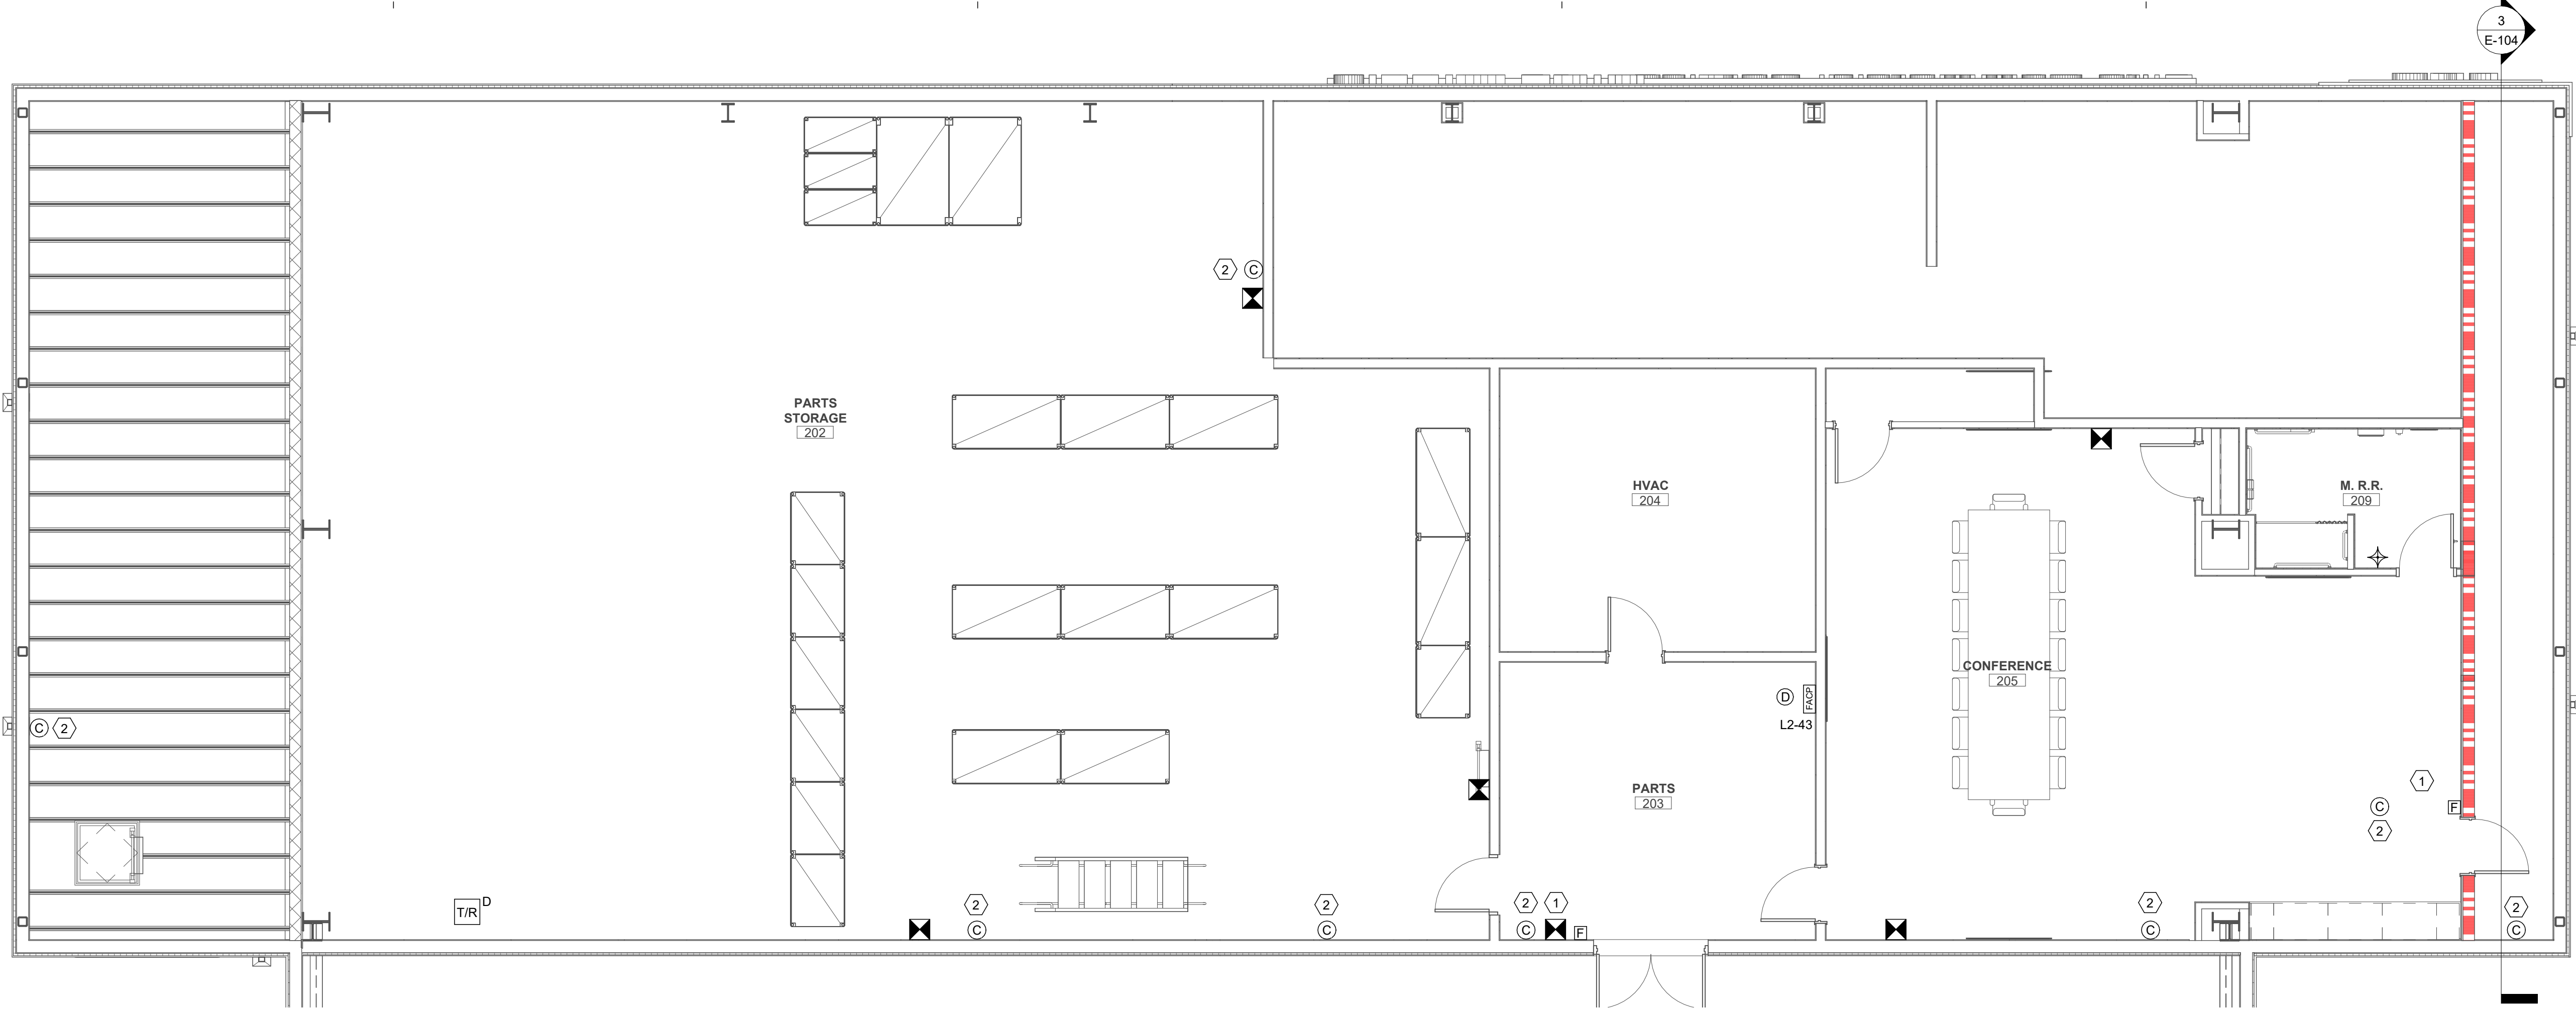 3
E-104
2 C
PARTS
STORAGE
202
HVAC
204
M. R.R.
209
CONFERENCE
205
D FACP
L2-43
C 2
1
PARTS
203
C F
2
T/R D
2
C
2
C
2 1
C F
2
C
2
C